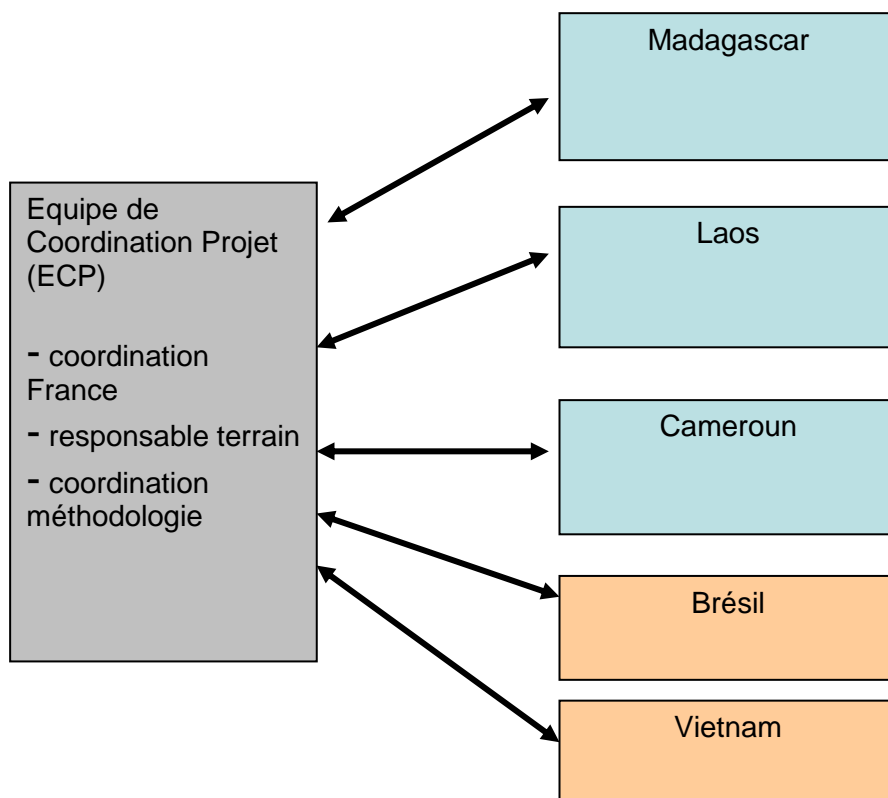 Madagascar
Equipe de
Coordination Projet
(ECP)
- coordination
France
- responsable terrain
- coordination
méthodologie
Laos
Cameroun
Brésil
Vietnam